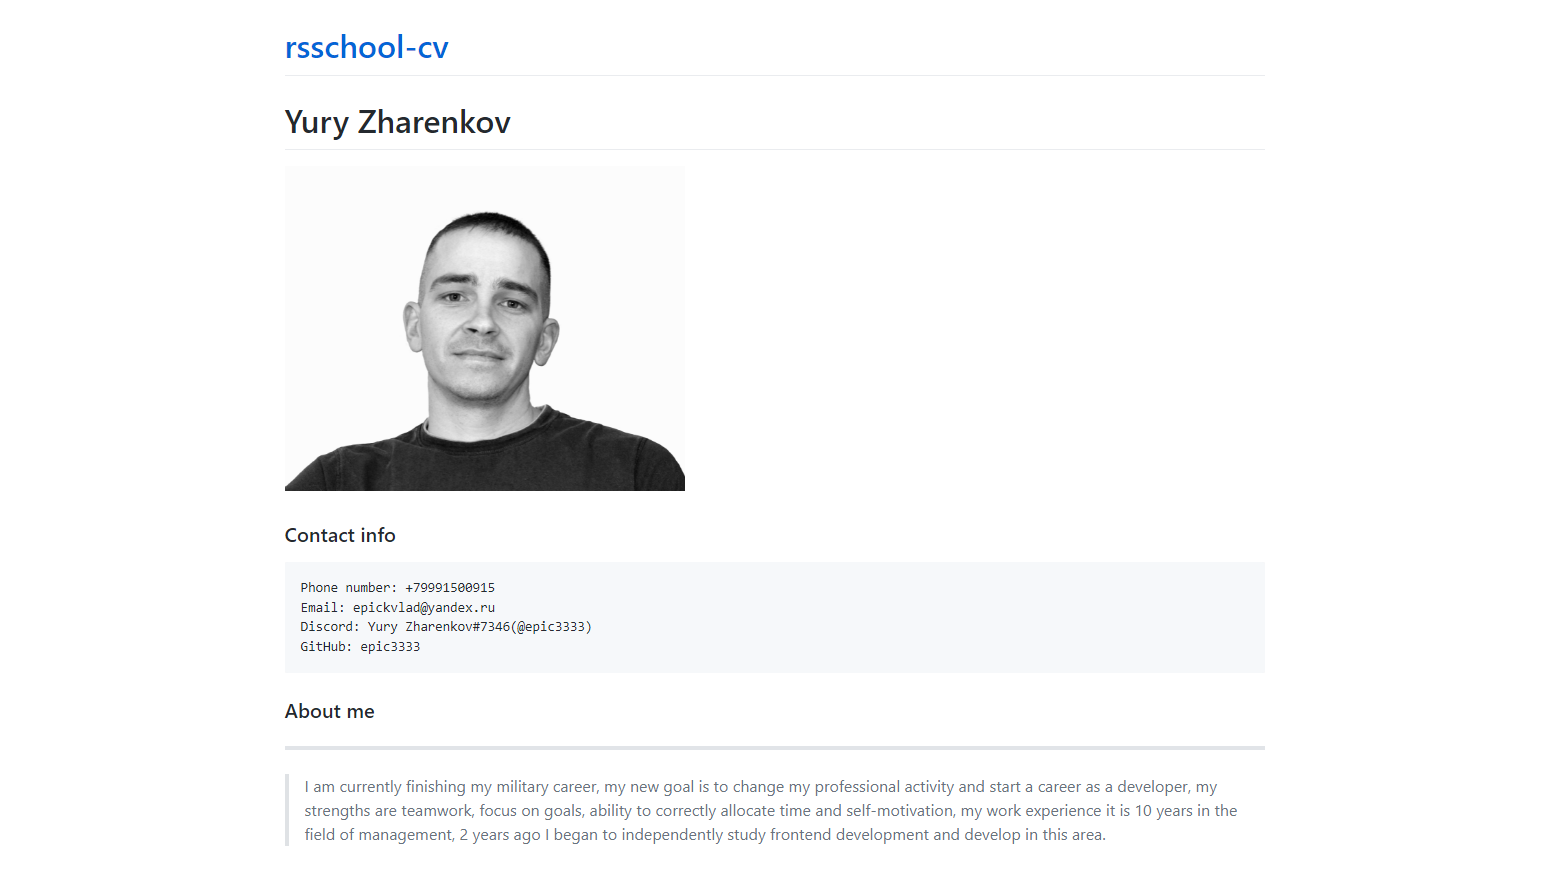 rsschool-cv
Yury Zharenkov
Contact info
Phone number: +79991500915
Email: epickvlad@yandex.ru
Discord: Yury Zharenkov#7346(@epic3333)
GitHub: epic3333
About me
I am currently finishing my military career, my new goal is to change my professional activity and start a career as a developer, my
strengths are teamwork, focus on goals, ability to correctly allocate time and self-motivation, my work experience it is 10 years in the
field of management, 2 years ago I began to independently study frontend development and develop in this area.